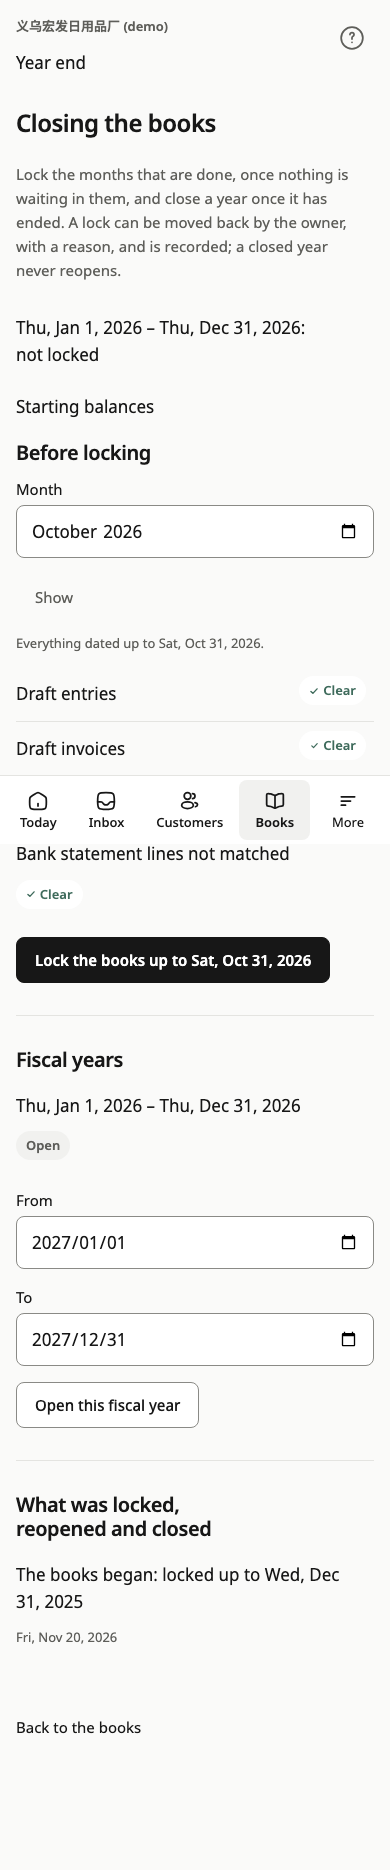 义乌宏发日用品厂 (demo)
Year end
Closing the books
Lock the months that are done, once nothing is
waiting in them, and close a year once it has
ended. A lock can be moved back by the owner,
with a reason, and is recorded; a closed year
never reopens.
Thu, Jan 1, 2026 – Thu, Dec 31, 2026:
not locked
Starting balances
Before locking
Month
October 2026
Show
Everything dated up to Sat, Oct 31, 2026.
Draft entries
Clear
Draft invoices
Clear
Today
Inbox
Customers
Books
More
Bank statement lines not matched
Clear
Lock the books up to Sat, Oct 31, 2026
Fiscal years
Thu, Jan 1, 2026 – Thu, Dec 31, 2026
Open
From
2027/01/01
To
2027/12/31
Open this fiscal year
What was locked,
reopened and closed
The books began: locked up to Wed, Dec
31, 2025
Fri, Nov 20, 2026
Back to the books